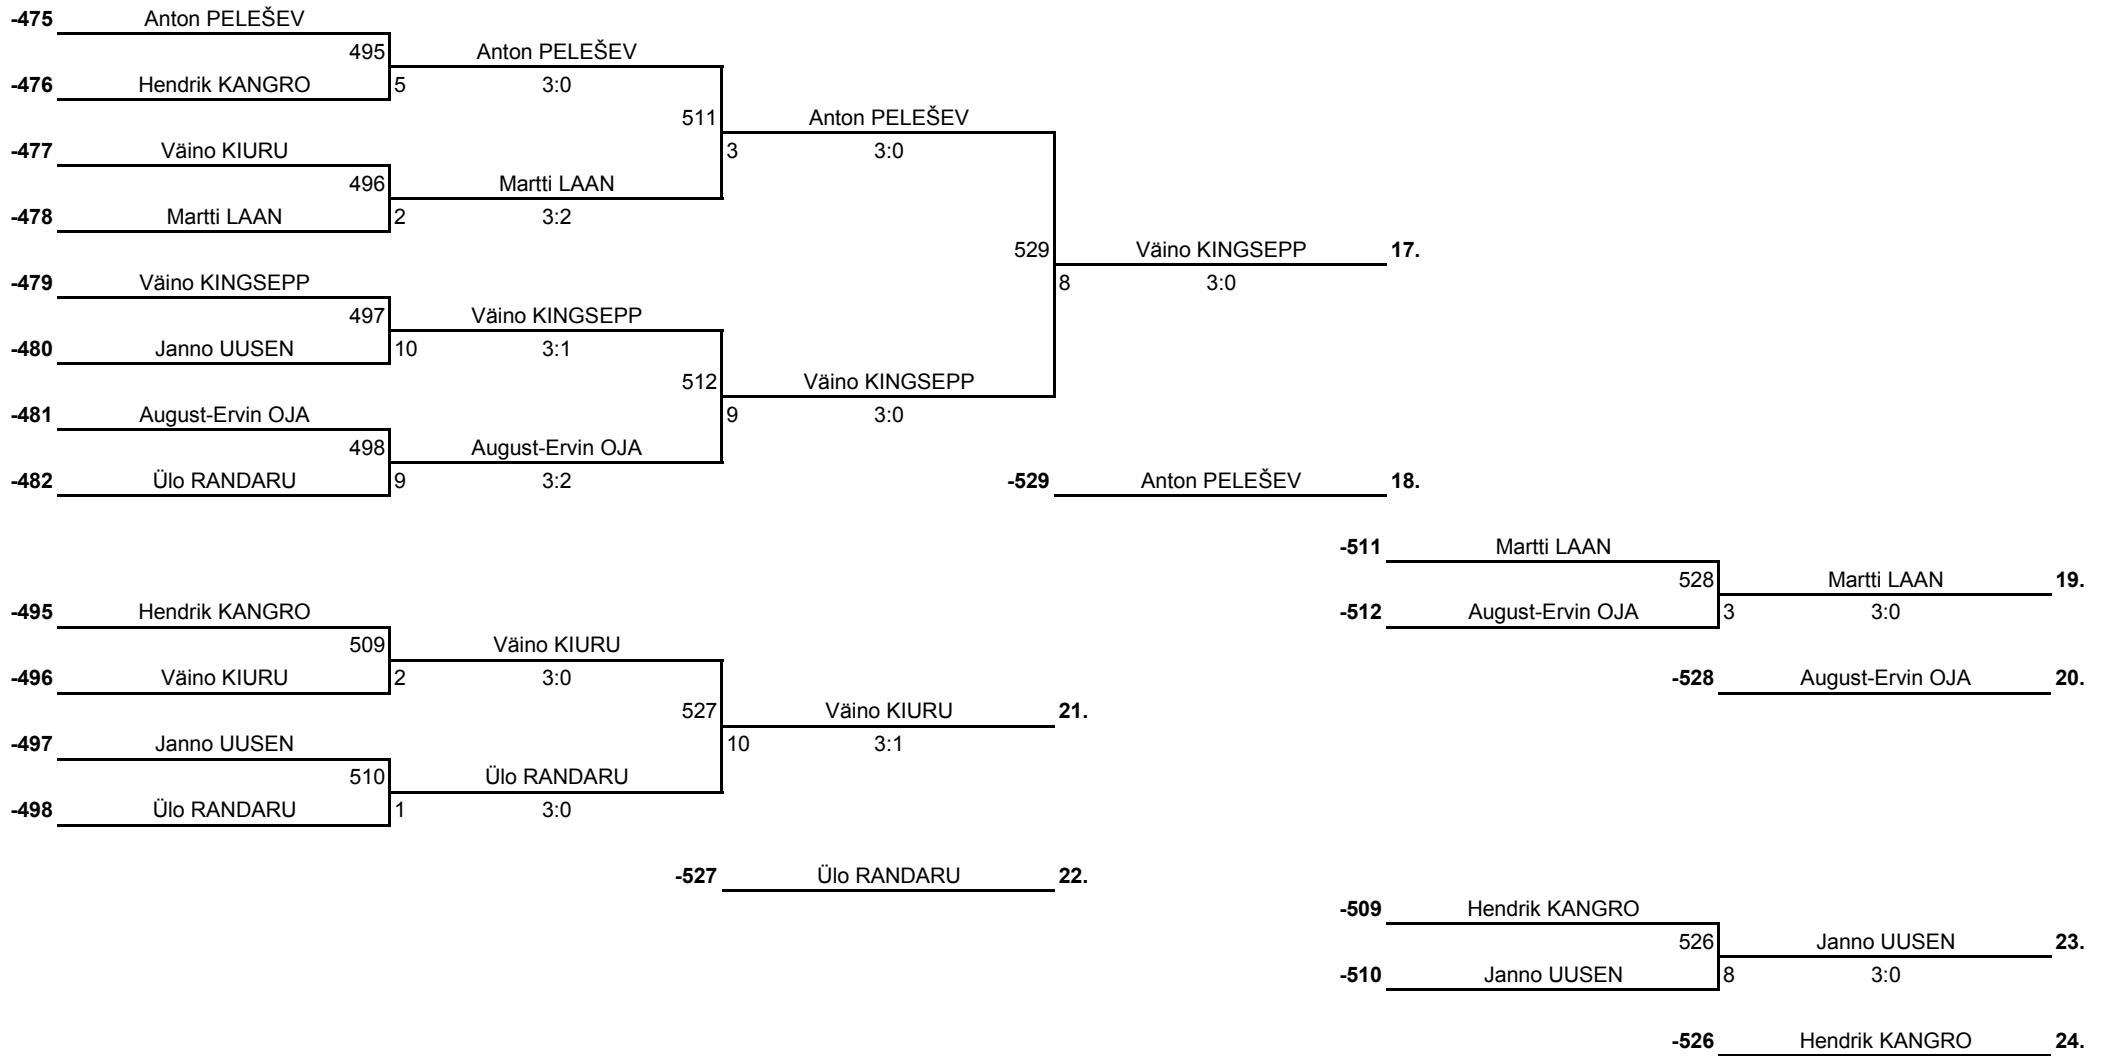 -475 Anton PELEŠEV
495 Anton PELEŠEV
-476 Hendrik KANGRO 5 3:0
511 Anton PELEŠEV
-477 Väino KIURU 3 3:0
496 Martti LAAN
-478 Martti LAAN 2 3:2
529 Väino KINGSEPP 17.
-479 Väino KINGSEPP 8 3:0
497 Väino KINGSEPP
-480 Janno UUSEN 10 3:1
512 Väino KINGSEPP
-481 August-Ervin OJA 9 3:0
498 August-Ervin OJA
-482 Ülo RANDARU 9 3:2 -529 Anton PELEŠEV 18.
-511 Martti LAAN
528 Martti LAAN 19.
-495 Hendrik KANGRO -512 August-Ervin OJA 3 3:0
509 Väino KIURU
-496 Väino KIURU 2 3:0 -528 August-Ervin OJA 20.
527 Väino KIURU 21.
-497 Janno UUSEN 10 3:1
510 Ülo RANDARU
-498 Ülo RANDARU 1 3:0
-527 Ülo RANDARU 22.
-509 Hendrik KANGRO
526 Janno UUSEN 23.
-510 Janno UUSEN 8 3:0
-526 Hendrik KANGRO 24.